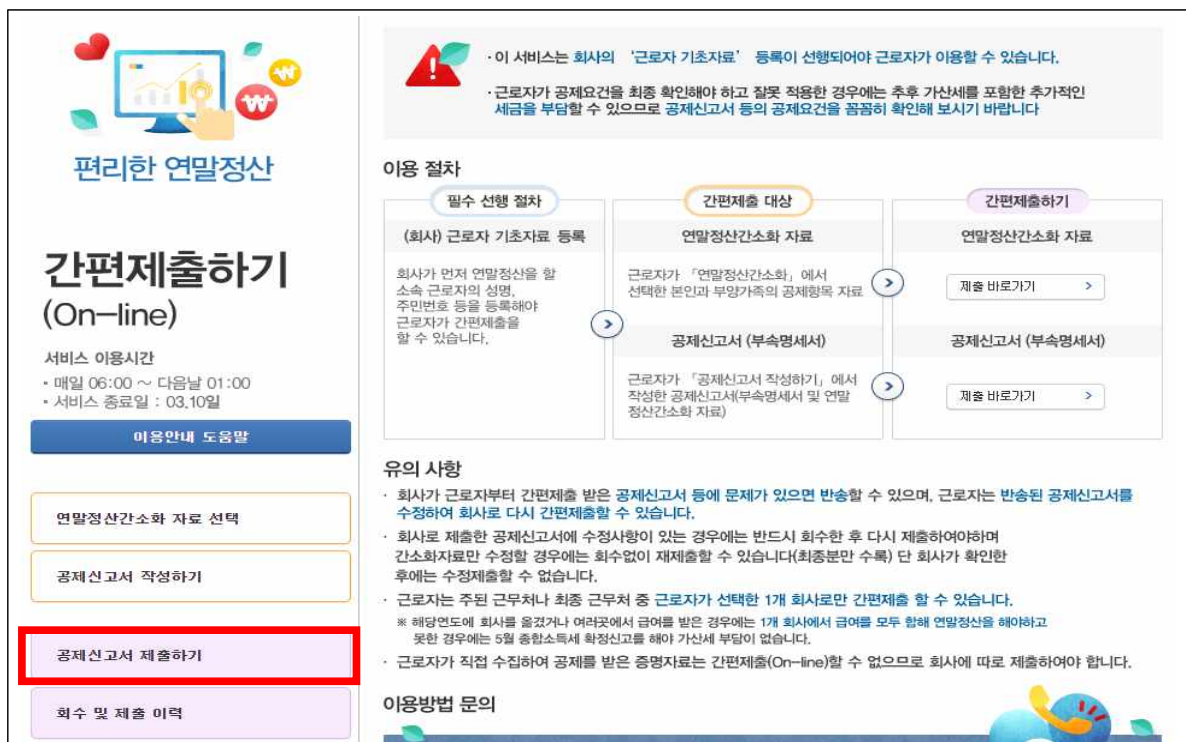 편리한 연말정산
간편제출하기
(On-line)
서비스 이용시간
• 매일 06:00 ~ 다음날 01:00
• 서비스 종료일 : 03.10일
이용안내 도움말
연말정산간소화 자료 선택
공제신고서 작성하기
공제신고서 제출하기
회수 및 제출 이력
· 이 서비스는 회사의 ‘근로자 기초자료’ 등록이 선행되어야 근로자가 이용할 수 있습니다.
· 근로자가 공제요건을 최종 확인해야 하고 잘못 적용한 경우에는 추후 가산세를 포함한 추가적인
세금을 부담할 수 있으므로 공제신고서 등의 공제요건을 꼼꼼히 확인해 보시기 바랍니다
이용 절차
필수 선행 절차
(회사) 근로자 기초자료 등록
회사가 먼저 연말정산을 할
소속 근로자의 성명,
주민번호 등을 등록해야
근로자가 간편제출을
할 수 있습니다.
간편제출 대상
연말정산간소화 자료
근로자가 「연말정산간소화」에서
선택한 본인과 부양가족의 공제항목 자료
공제신고서 (부속명세서)
근로자가 「공제신고서 작성하기」에서
작성한 공제신고서(부속명세서 및 연말
정산간소화 자료)
간편제출하기
연말정산간소화 자료
제출 바로가기
공제신고서 (부속명세서)
제출 바로가기
유의 사항
· 회사가 근로자부터 간편제출 받은 공제신고서 등에 문제가 있으면 반송할 수 있으며, 근로자는 반송된 공제신고서를
수정하여 회사로 다시 간편제출할 수 있습니다.
· 회사로 제출한 공제신고서에 수정사항이 있는 경우에는 반드시 회수한 후 다시 제출하여야하며
간소화자료만 수정할 경우에는 회수없이 재제출할 수 있습니다(최종분만 수록) 단 회사가 확인한
후에는 수정제출할 수 없습니다.
· 근로자는 주된 근무처나 최종 근무처 중 근로자가 선택한 1개 회사로만 간편제출 할 수 있습니다.
※ 해당연도에 회사를 옮겼거나 여러곳에서 급여를 받은 경우에는 1개 회사에서 급여를 모두 합해 연말정산을 해야하고
못한 경우에는 5월 종합소득세 확정신고를 해야 가산세 부담이 없습니다.
· 근로자가 직접 수집하여 공제를 받은 증명자료는 간편제출(On-line)할 수 없으므로 회사에 따로 제출하여야 합니다.
이용방법 문의